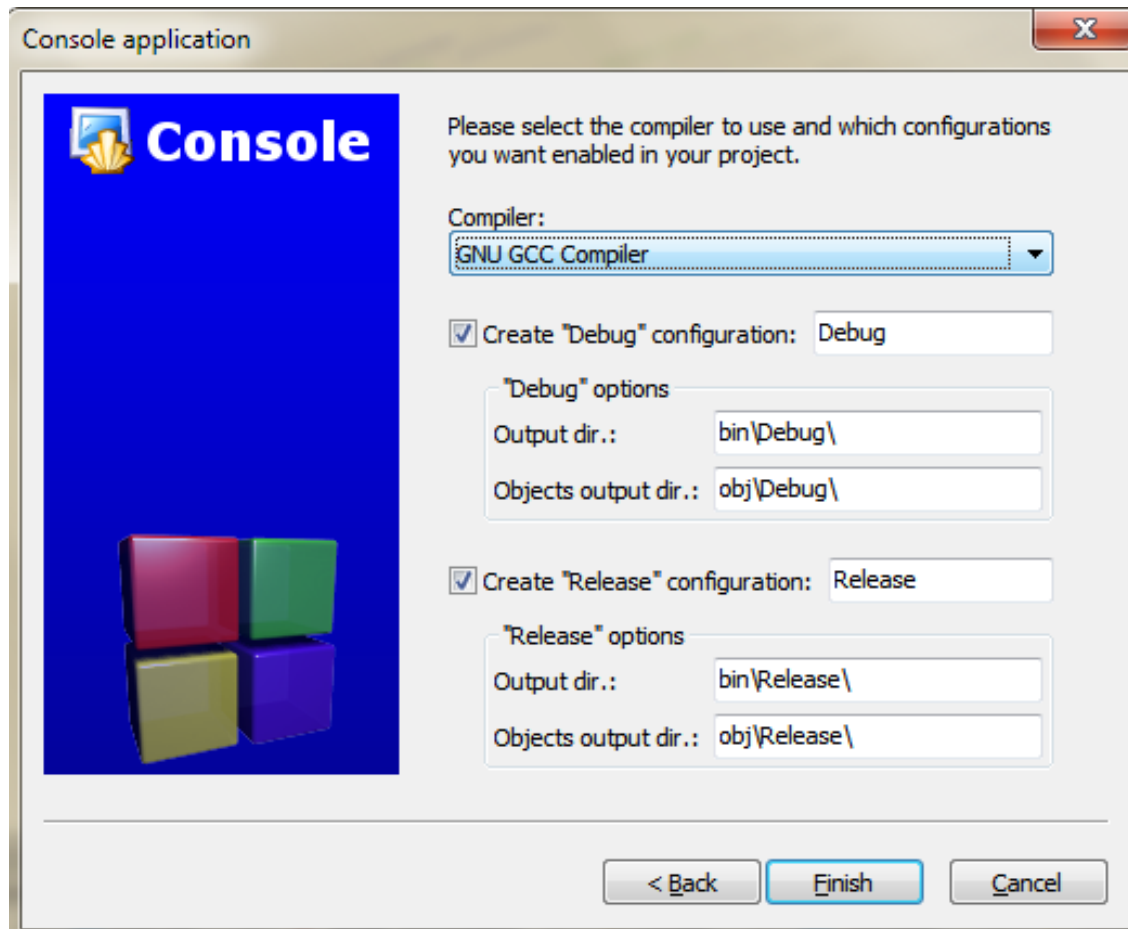 Console application
Console
Please select the compiler to use and which configurations
you want enabled in your project.
Compiler:
GNU GCC Compiler
Create "Debug" configuration: Debug
"Debug" options
Output dir.: bin\Debug\
Objects output dir.: obj\Debug\
Create "Release" configuration: Release
"Release" options
Output dir.: bin\Release\
Objects output dir.: obj\Release\
< Back Finish Cancel